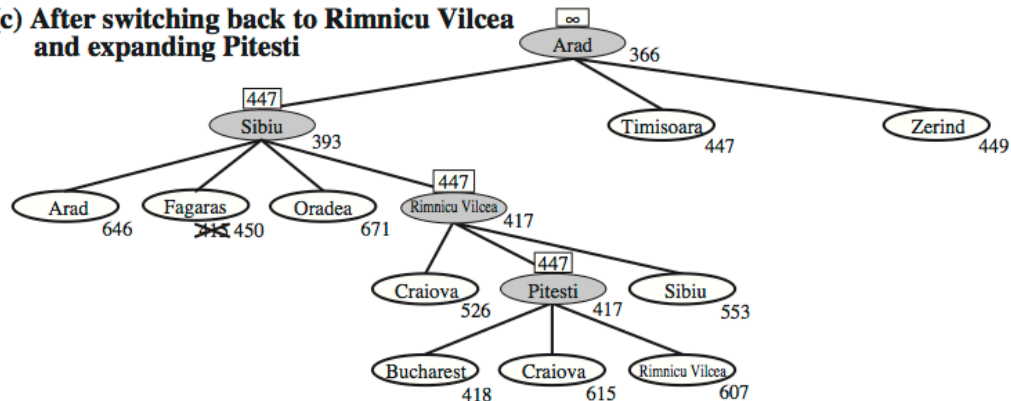 (c) After switching back to Rimnicu Vilcea
and expanding Pitesti
∞
Arad
366
447
Sibiu
393
Timisoara
447
Zerind
449
Arad
646
Fagaras
415 450
Oradea
671
447
Rimnicu Vilcea
417
Craiova
526
447
Pitesti
417
Sibiu
553
Bucharest
418
Craiova
615
Rimnicu Vilcea
607